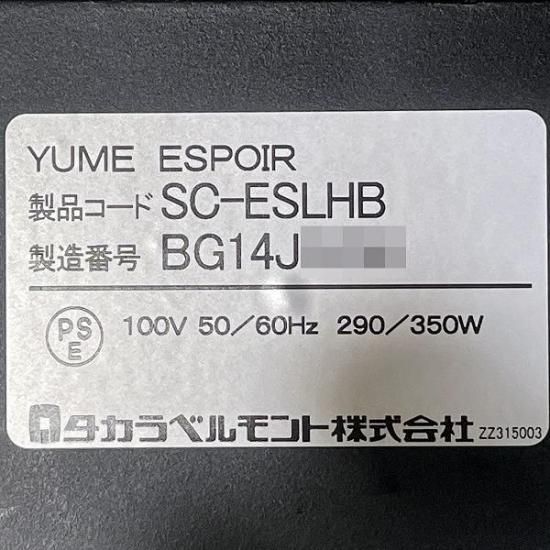 YUME ESPOIR
製品コード SC-ESLHB
製造番号 BG14J
PSE 100V 50/60Hz 290/350W
タカラベルモント株式会社 ZZ315003